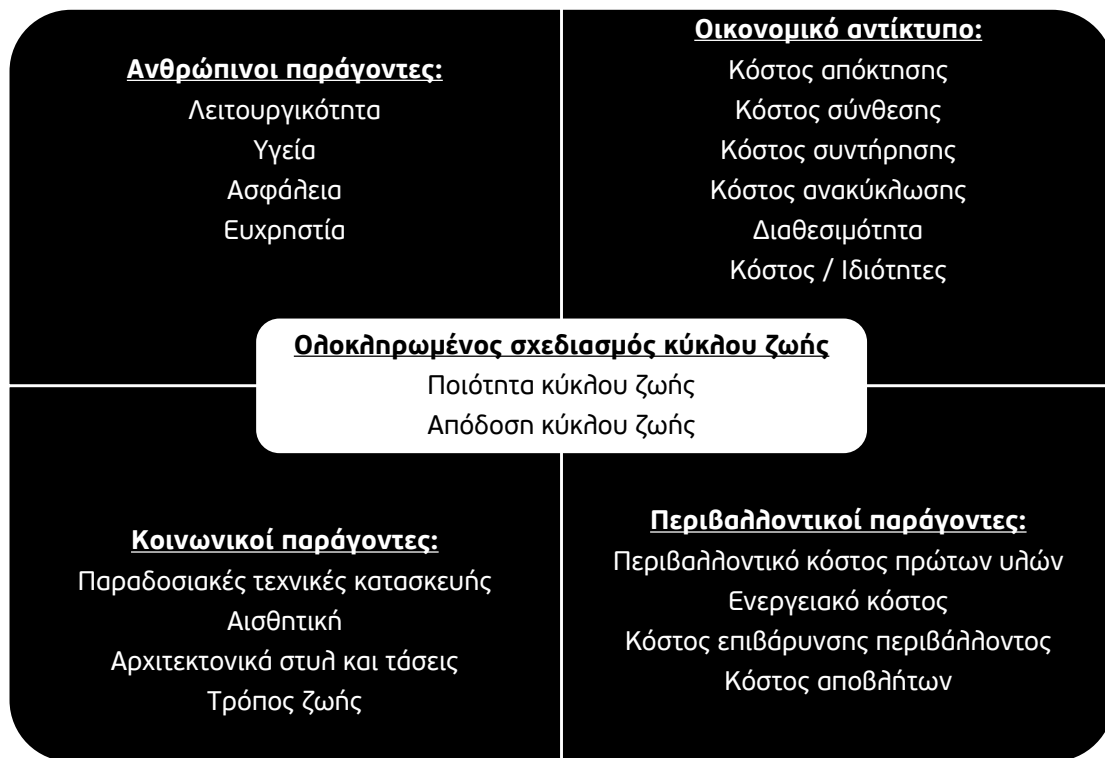 Ανθρώπινοι παράγοντες:
Λειτουργικότητα
Υγεία
Ασφάλεια
Ευχρηστία
Οικονομικό αντίκτυπο:
Κόστος απόκτησης
Κόστος σύνθεσης
Κόστος συντήρησης
Κόστος ανακύκλωσης
Διαθεσιμότητα
Κόστος / Ιδιότητες
Ολοκληρωμένος σχεδιασμός κύκλου ζωής
Ποιότητα κύκλου ζωής
Απόδοση κύκλου ζωής
Κοινωνικοί παράγοντες:
Παραδοσιακές τεχνικές κατασκευής
Αισθητική
Αρχιτεκτονικά στυλ και τάσεις
Τρόπος ζωής
Περιβαλλοντικοί παράγοντες:
Περιβαλλοντικό κόστος πρώτων υλών
Ενεργειακό κόστος
Κόστος επιβάρυνσης περιβάλλοντος
Κόστος αποβλήτων